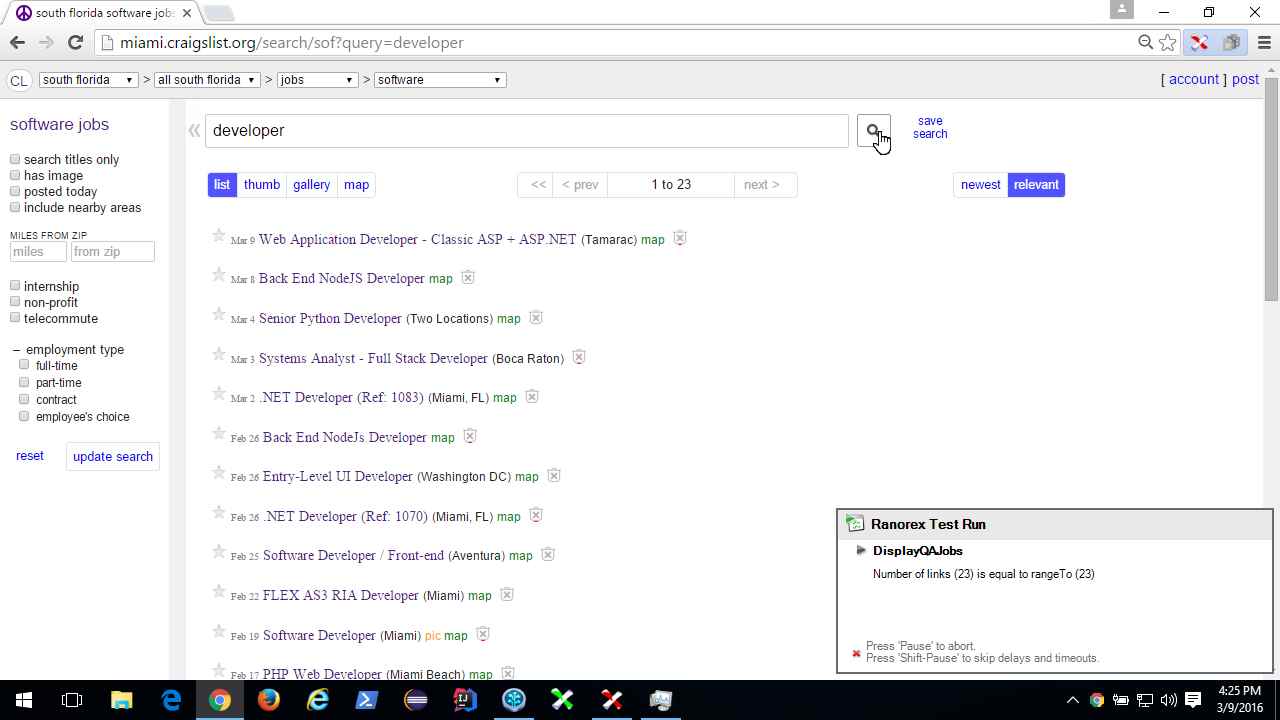 south florida software job
miami.craigslist.org/search/sof?query=developer
CL south florida > all south florida > jobs > software [ account ] post
software jobs
search titles only
has image
posted today
include nearby areas
MILES FROM ZIP
miles from zip
internship
non-profit
telecommute
– employment type
full-time
part-time
contract
employee's choice
reset update search
« developer
save
search
list thumb gallery map << < prev 1 to 23 next > newest relevant
Mar 9 Web Application Developer - Classic ASP + ASP.NET (Tamarac) map
Mar 8 Back End NodeJS Developer map
Mar 4 Senior Python Developer (Two Locations) map
Mar 3 Systems Analyst - Full Stack Developer (Boca Raton)
Mar 2 .NET Developer (Ref: 1083) (Miami, FL) map
Feb 26 Back End NodeJs Developer map
Feb 26 Entry-Level UI Developer (Washington DC) map
Feb 26 .NET Developer (Ref: 1070) (Miami, FL) map
Feb 25 Software Developer / Front-end (Aventura) map
Feb 22 FLEX AS3 RIA Developer (Miami) map
Feb 19 Software Developer (Miami) pic map
Feb 17 PHP Web Developer (Miami Beach) map
Ranorex Test Run
DisplayQAJobs
Number of links (23) is equal to rangeTo (23)
Press 'Pause' to abort.
Press 'Shift-Pause' to skip delays and timeouts.
4:25 PM
3/9/2016